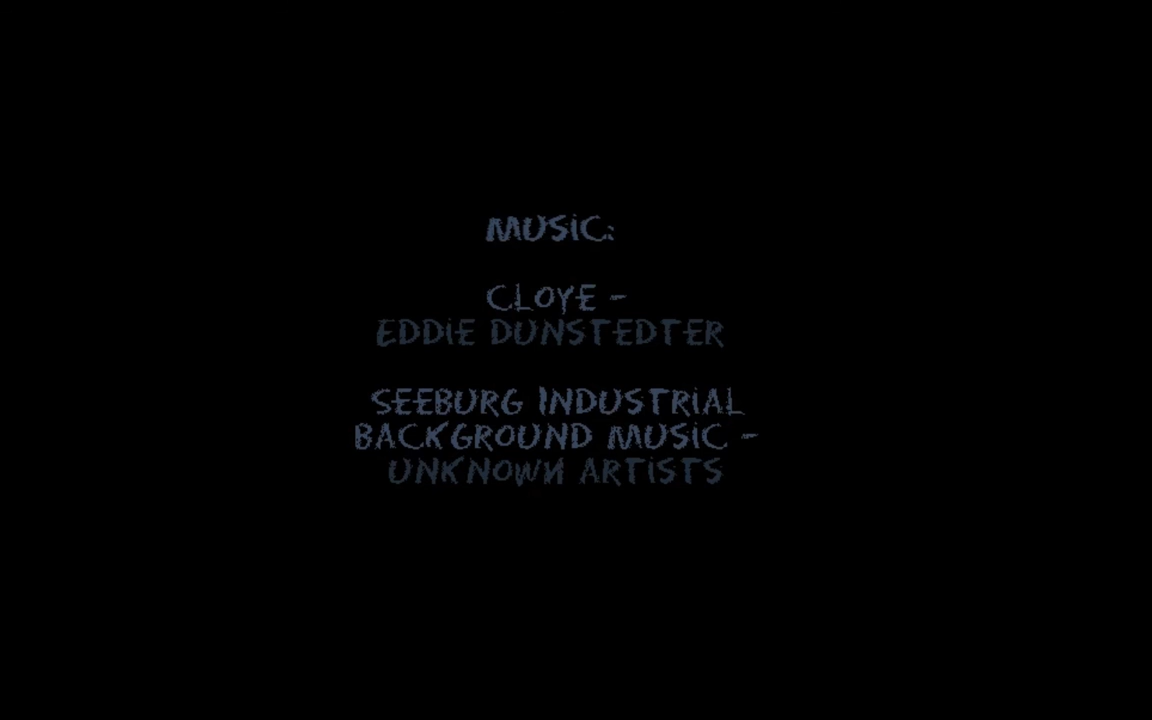 MUSiC:
CLOYE -
EDDiE DUNSTEDTER
SEEBURG INDUSTRiAL
BACKGROUND MUSiC -
UNKNOWN ARTiSTS